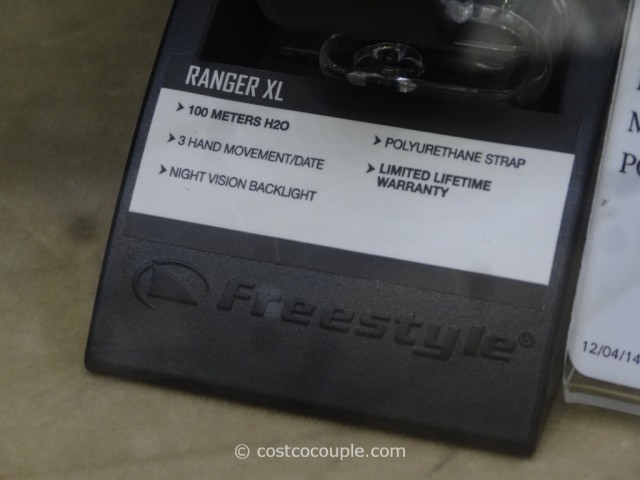 RANGER XL
> 100 METERS H2O
> 3 HAND MOVEMENT/DATE
> NIGHT VISION BACKLIGHT
> POLYURETHANE STRAP
> LIMITED LIFETIME
WARRANTY
Freestyle®
12/04/14
© costcocouple.com